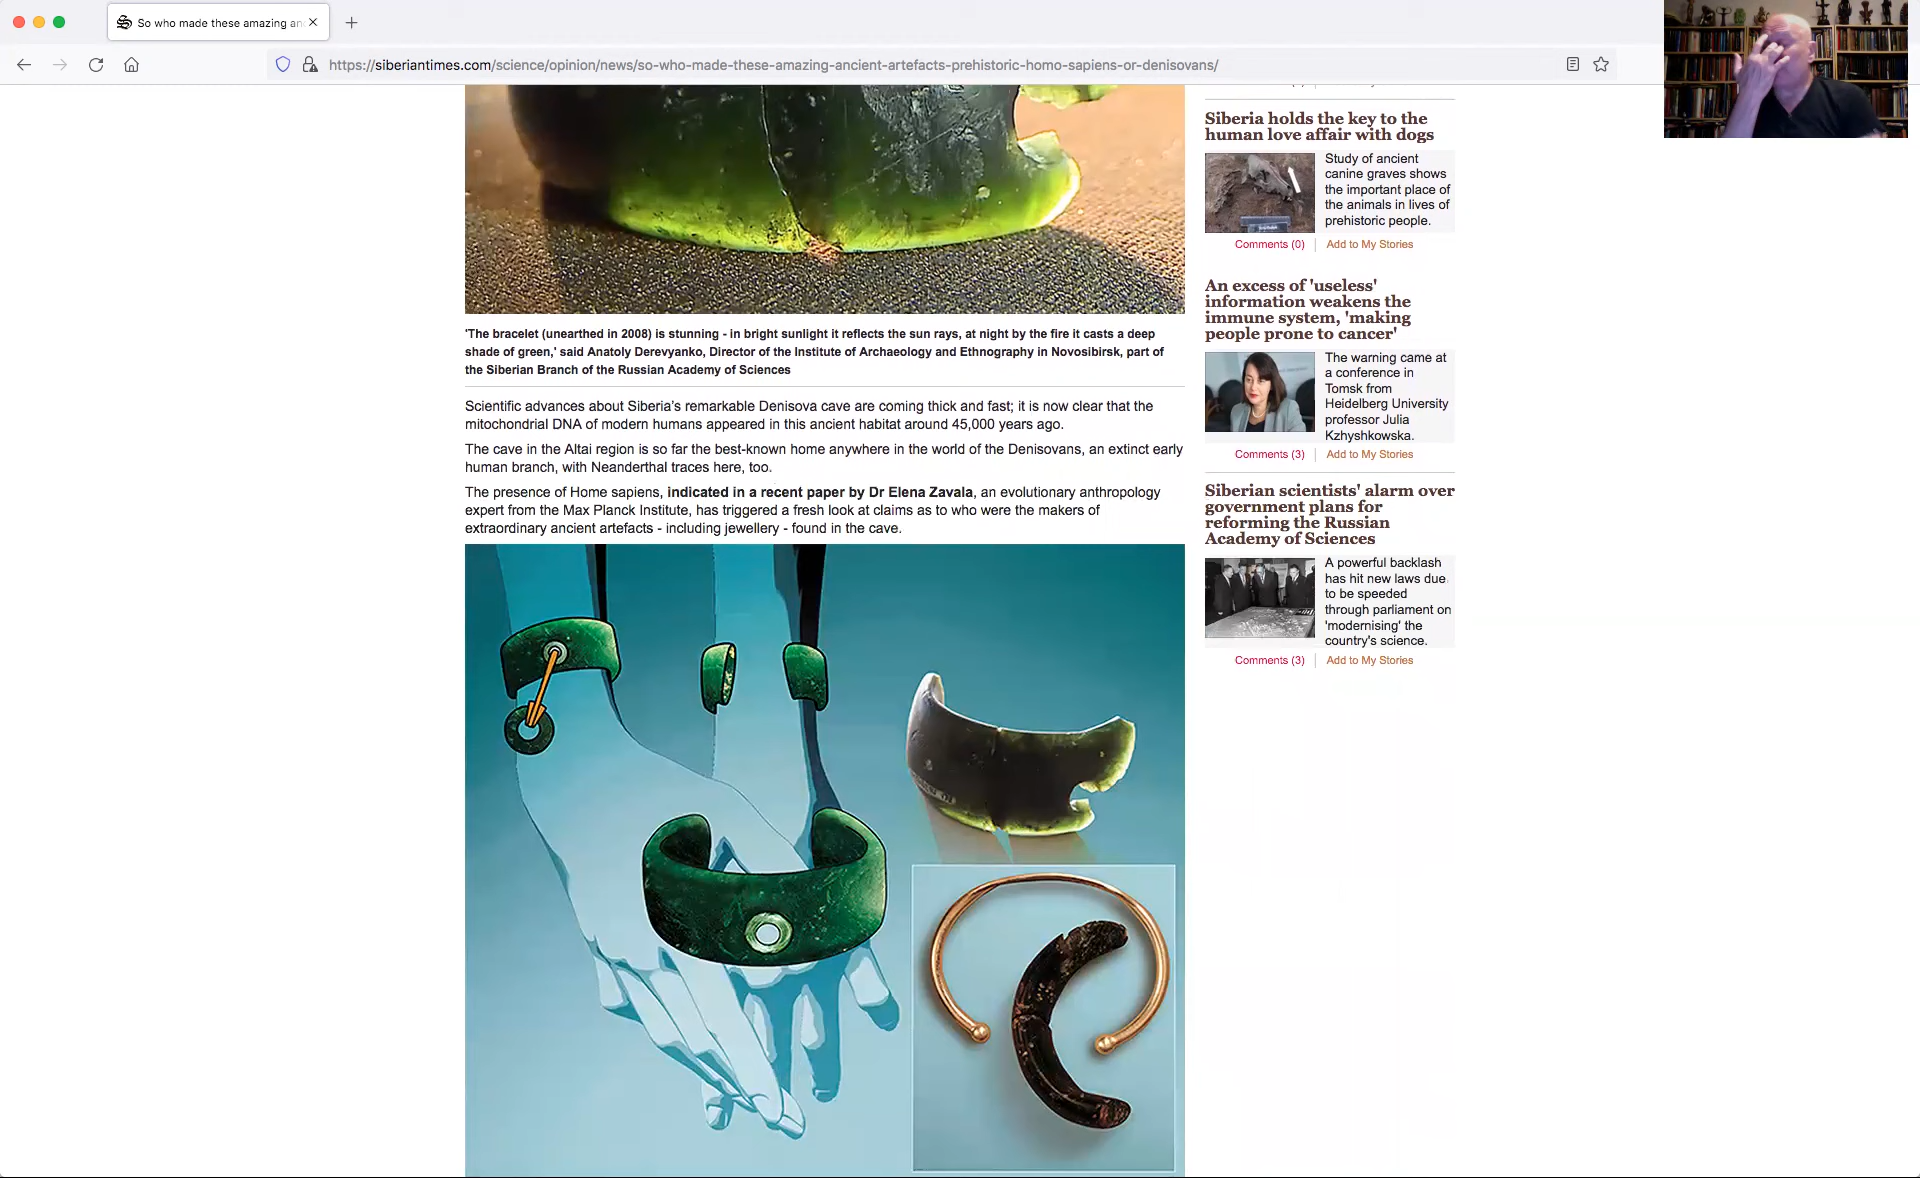 So who made these amazing an
https://siberiantimes.com/science/opinion/news/so-who-made-these-amazing-ancient-artefacts-prehistoric-homo-sapiens-or-denisovans/
'The bracelet (unearthed in 2008) is stunning - in bright sunlight it reflects the sun rays, at night by the fire it casts a deep
shade of green,' said Anatoly Derevyanko, Director of the Institute of Archaeology and Ethnography in Novosibirsk, part of
the Siberian Branch of the Russian Academy of Sciences
Scientific advances about Siberia's remarkable Denisova cave are coming thick and fast; it is now clear that the
mitochondrial DNA of modern humans appeared in this ancient habitat around 45,000 years ago.
The cave in the Altai region is so far the best-known home anywhere in the world of the Denisovans, an extinct early
human branch, with Neanderthal traces here, too.
The presence of Home sapiens, indicated in a recent paper by Dr Elena Zavala, an evolutionary anthropology
expert from the Max Planck Institute, has triggered a fresh look at claims as to who were the makers of
extraordinary ancient artefacts - including jewellery - found in the cave.
Siberia holds the key to the
human love affair with dogs
Study of ancient
canine graves shows
the important place of
the animals in lives of
prehistoric people.
Comments (0) Add to My Stories
An excess of 'useless'
information weakens the
immune system, 'making
people prone to cancer'
The warning came at
a conference in
Tomsk from
Heidelberg University
professor Julia
Kzhyshkowska.
Comments (3) Add to My Stories
Siberian scientists' alarm over
government plans for
reforming the Russian
Academy of Sciences
A powerful backlash
has hit new laws due
to be speeded
through parliament on
'modernising' the
country's science.
Comments (3) Add to My Stories